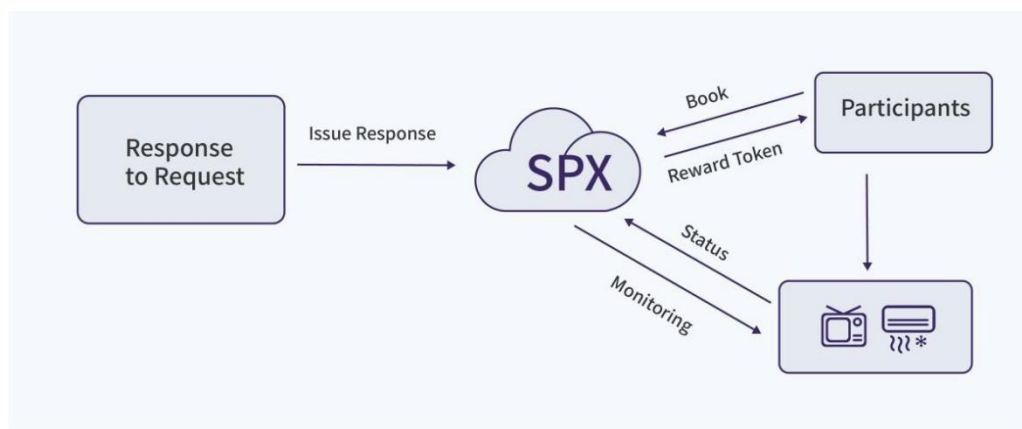 Response
to Request
Issue Response
SPX
Book
Reward Token
Participants
Status
Monitoring